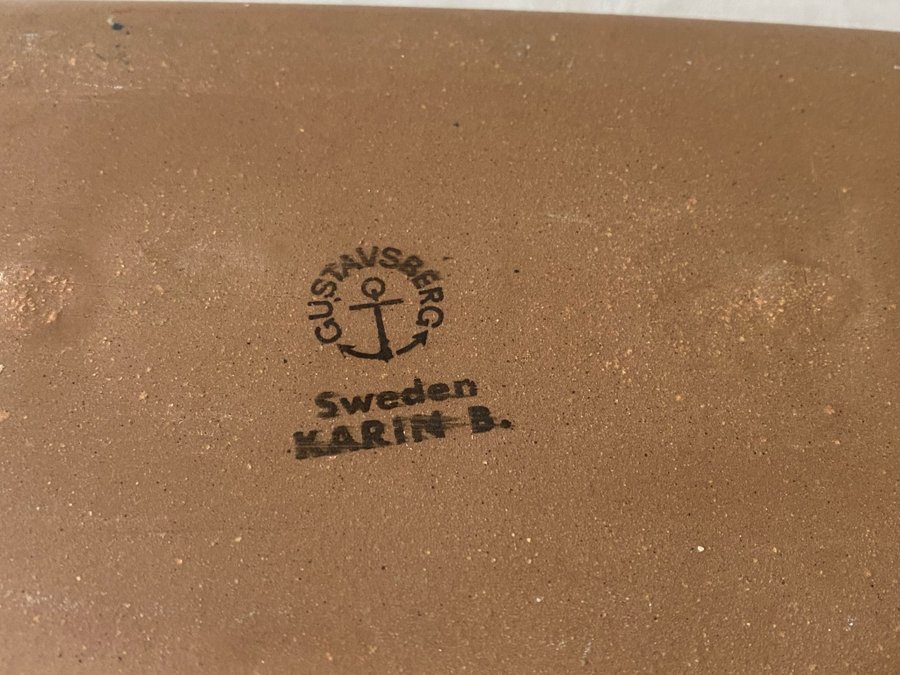 GUSTAVSBERG
Sweden
KARIN B.